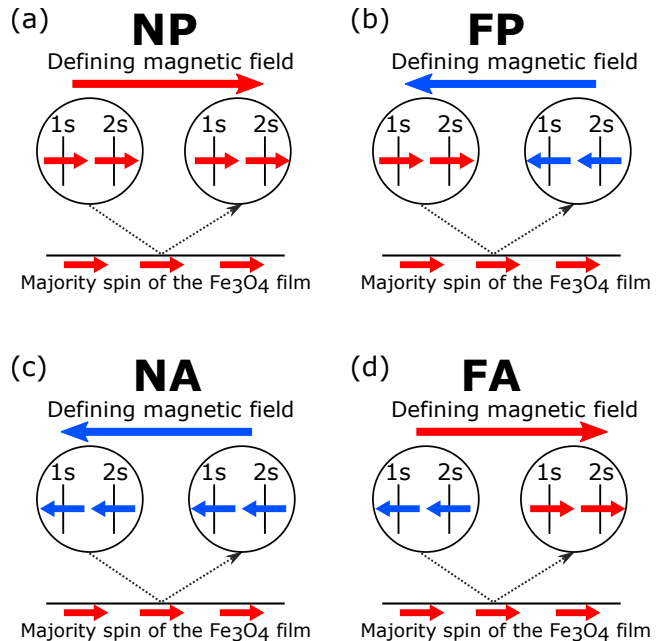 (a)
NP
Defining magnetic field
1s 2s
1s 2s
Majority spin of the Fe3O4 film
(b)
FP
Defining magnetic field
1s 2s
1s 2s
Majority spin of the Fe3O4 film
(c)
NA
Defining magnetic field
1s 2s
1s 2s
Majority spin of the Fe3O4 film
(d)
FA
Defining magnetic field
1s 2s
1s 2s
Majority spin of the Fe3O4 film